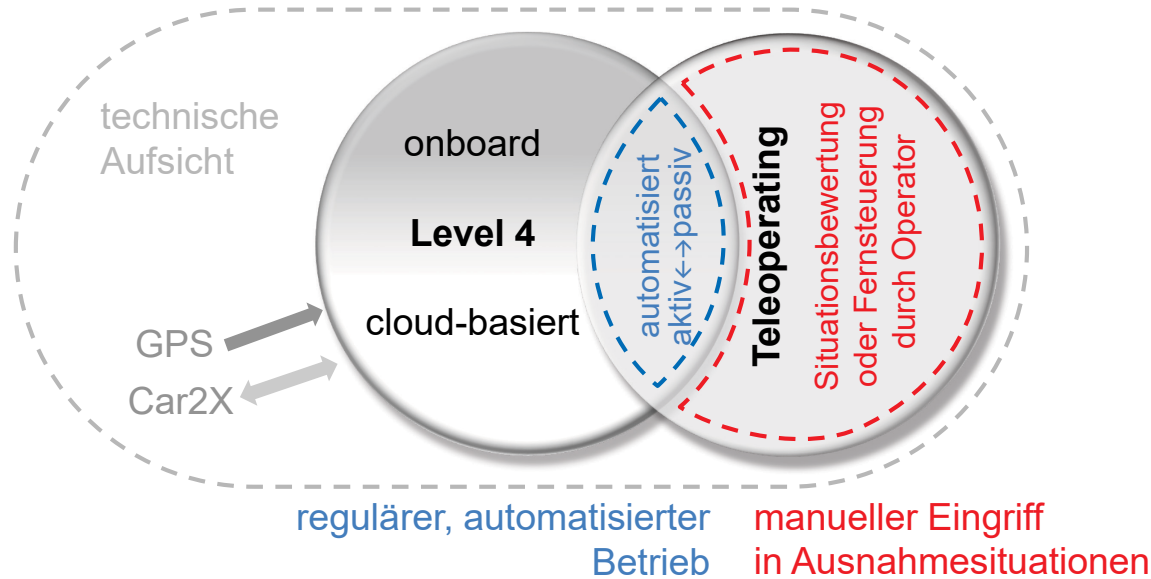 technische
Aufsicht
onboard
Level 4
cloud-basiert
GPS
Car2X
automatisiert
aktiv←→passiv
Teleoperating
Situationsbewertung
oder Fernsteuerung
durch Operator
regulärer, automatisierter
Betrieb
manueller Eingriff
in Ausnahmesituationen